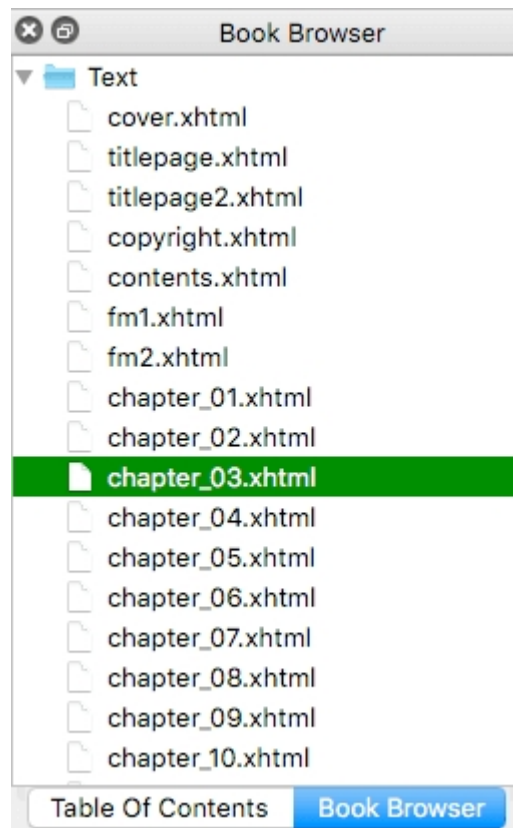 Book Browser
Text
cover.xhtml
titlepage.xhtml
titlepage2.xhtml
copyright.xhtml
contents.xhtml
fm1.xhtml
fm2.xhtml
chapter_01.xhtml
chapter_02.xhtml
chapter_03.xhtml
chapter_04.xhtml
chapter_05.xhtml
chapter_06.xhtml
chapter_07.xhtml
chapter_08.xhtml
chapter_09.xhtml
chapter_10.xhtml
Table Of Contents Book Browser